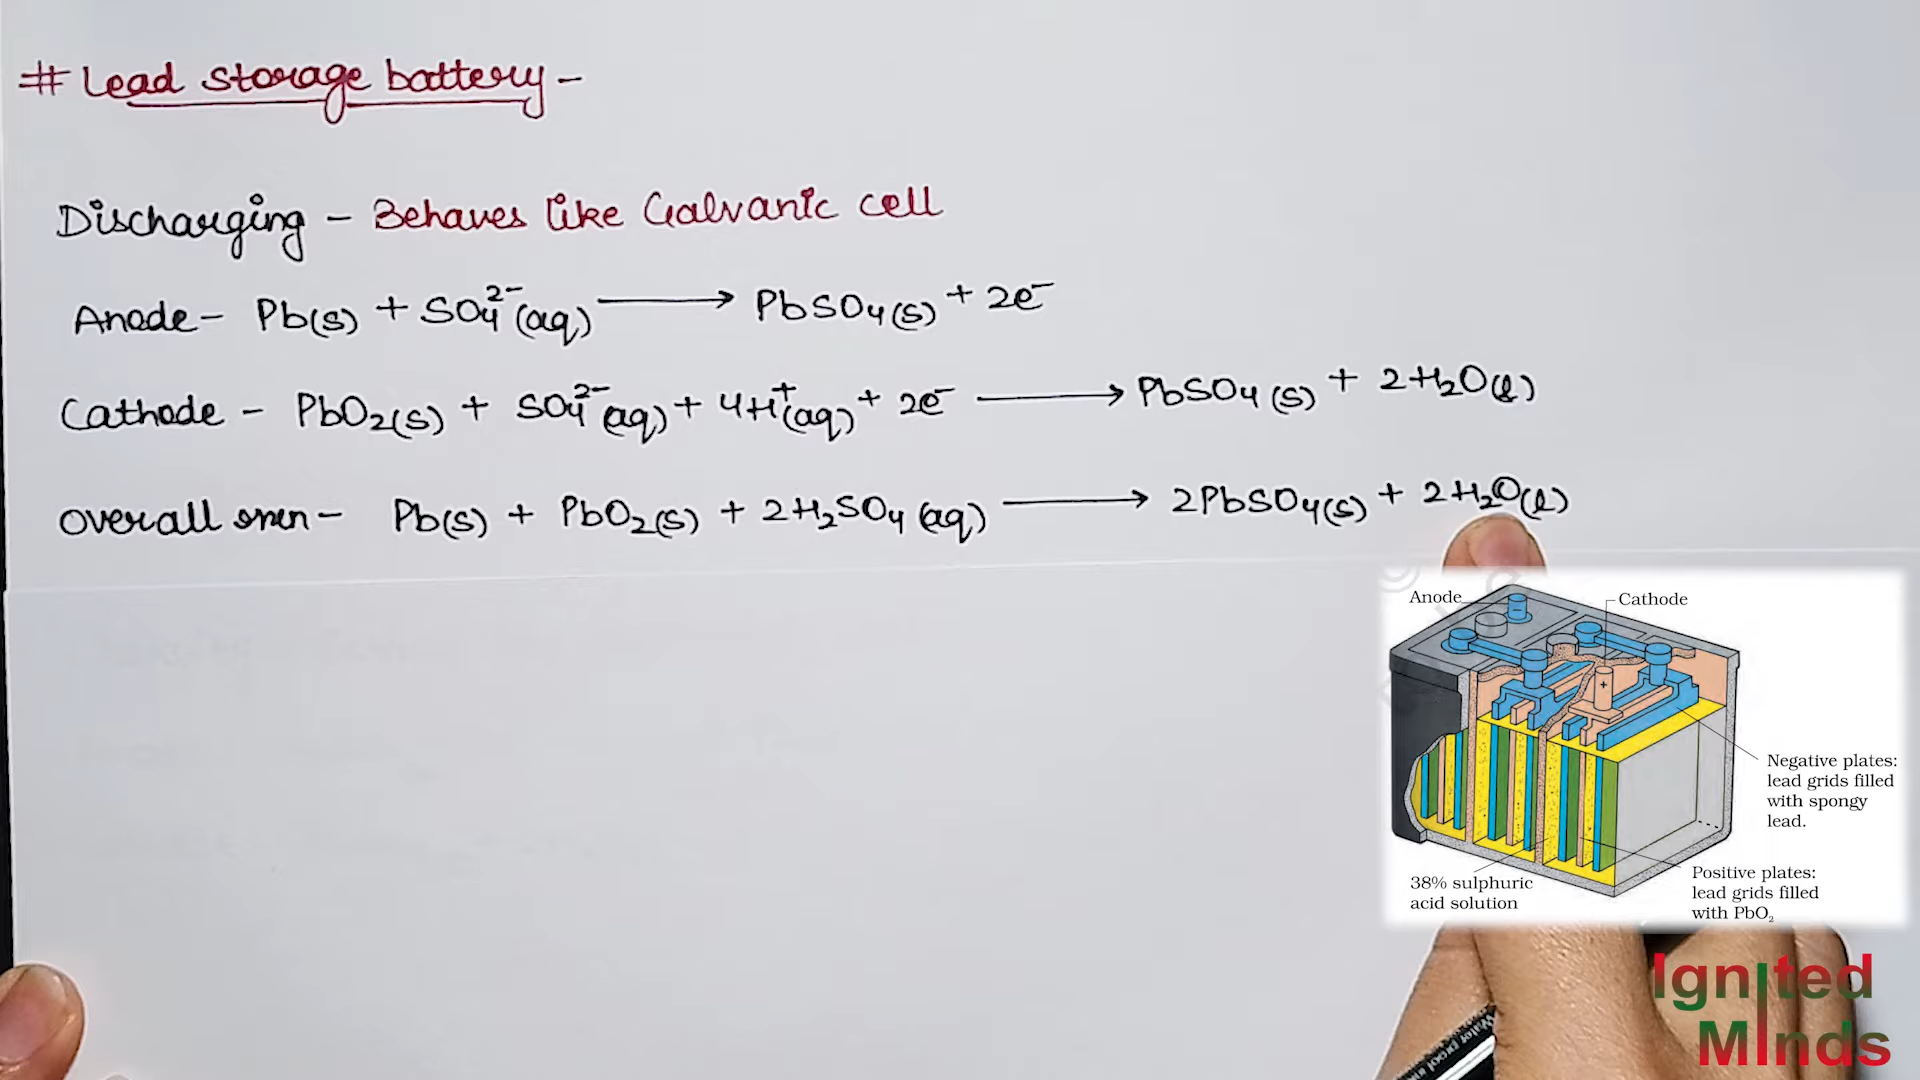 # Lead storage battery -
Discharging - Behaves like Galvanic cell
Anode - Pb(s) + SO₄²⁻(aq) ⟶ PbSO₄(s) + 2e⁻
Cathode - PbO₂(s) + SO₄²⁻(aq) + 4H⁺(aq) + 2e⁻ ⟶ PbSO₄(s) + 2H₂O(l)
Overall rxn - Pb(s) + PbO₂(s) + 2H₂SO₄(aq) ⟶ 2PbSO₄(s) + 2H₂O(l)
Anode
Cathode
−
+
Negative plates:
lead grids filled
with spongy
lead.
Positive plates:
lead grids filled
with PbO₂
38% sulphuric
acid solution
Ignited
Minds